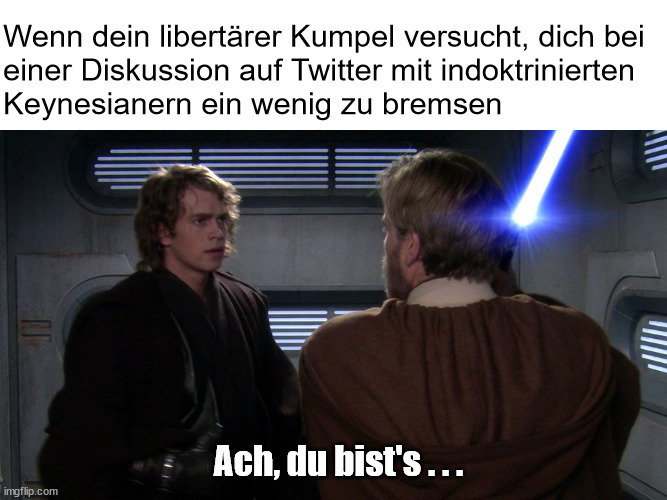 Wenn dein libertärer Kumpel versucht, dich bei
einer Diskussion auf Twitter mit indoktrinierten
Keynesianern ein wenig zu bremsen
Ach, du bist's . . .
imgflip.com